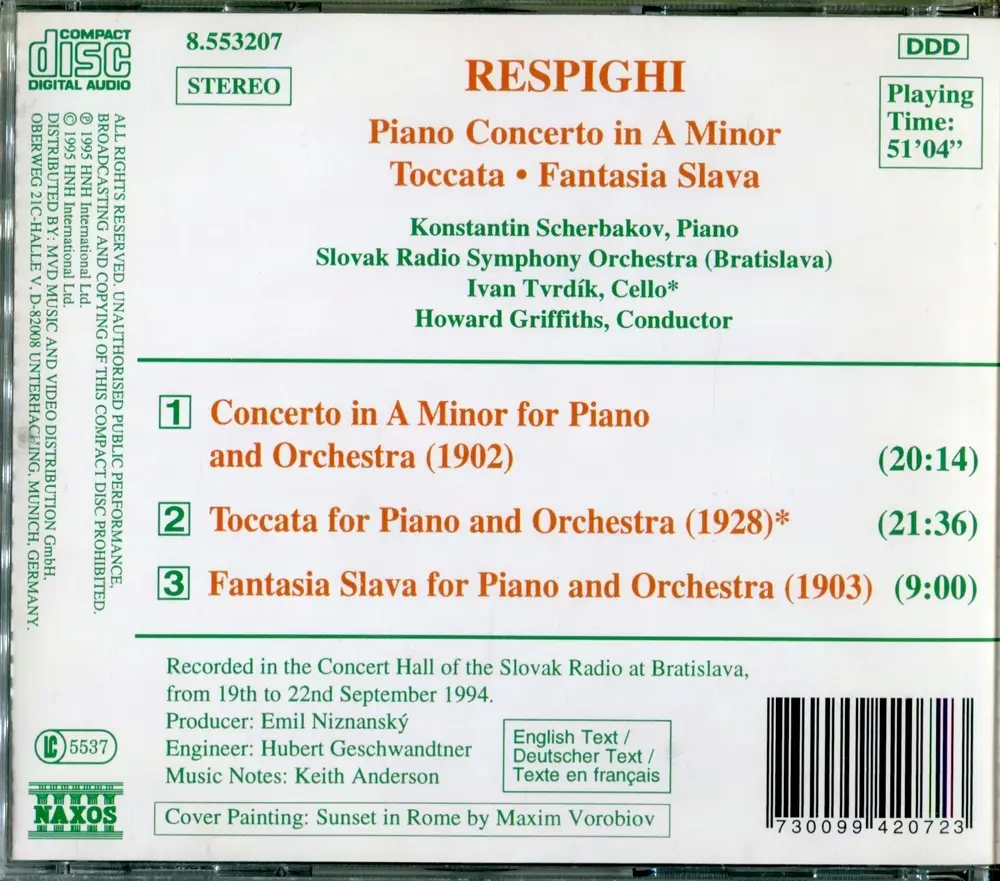 COMPACT
disc
DIGITAL AUDIO
8.553207
STEREO
DDD
Playing
Time:
51'04”
RESPIGHI
Piano Concerto in A Minor
Toccata • Fantasia Slava
Konstantin Scherbakov, Piano
Slovak Radio Symphony Orchestra (Bratislava)
Ivan Tvrdík, Cello*
Howard Griffiths, Conductor
1 Concerto in A Minor for Piano
and Orchestra (1902) (20:14)
2 Toccata for Piano and Orchestra (1928)* (21:36)
3 Fantasia Slava for Piano and Orchestra (1903) (9:00)
Recorded in the Concert Hall of the Slovak Radio at Bratislava,
from 19th to 22nd September 1994.
Producer: Emil Niznanský
Engineer: Hubert Geschwandtner
Music Notes: Keith Anderson
English Text /
Deutscher Text /
Texte en français
Cover Painting: Sunset in Rome by Maxim Vorobiov
7 30099 42072 3
ALL RIGHTS RESERVED. UNAUTHORISED PUBLIC PERFORMANCE,
BROADCASTING AND COPYING OF THIS COMPACT DISC PROHIBITED.
℗ 1995 HNH International Ltd.
© 1995 HNH International Ltd.
DISTRIBUTED BY: MVD MUSIC AND VIDEO DISTRIBUTION GmbH,
OBERWEG 21C-HALLE V, D-82008 UNTERHACHING, MUNICH, GERMANY.
LC 5537
NAXOS